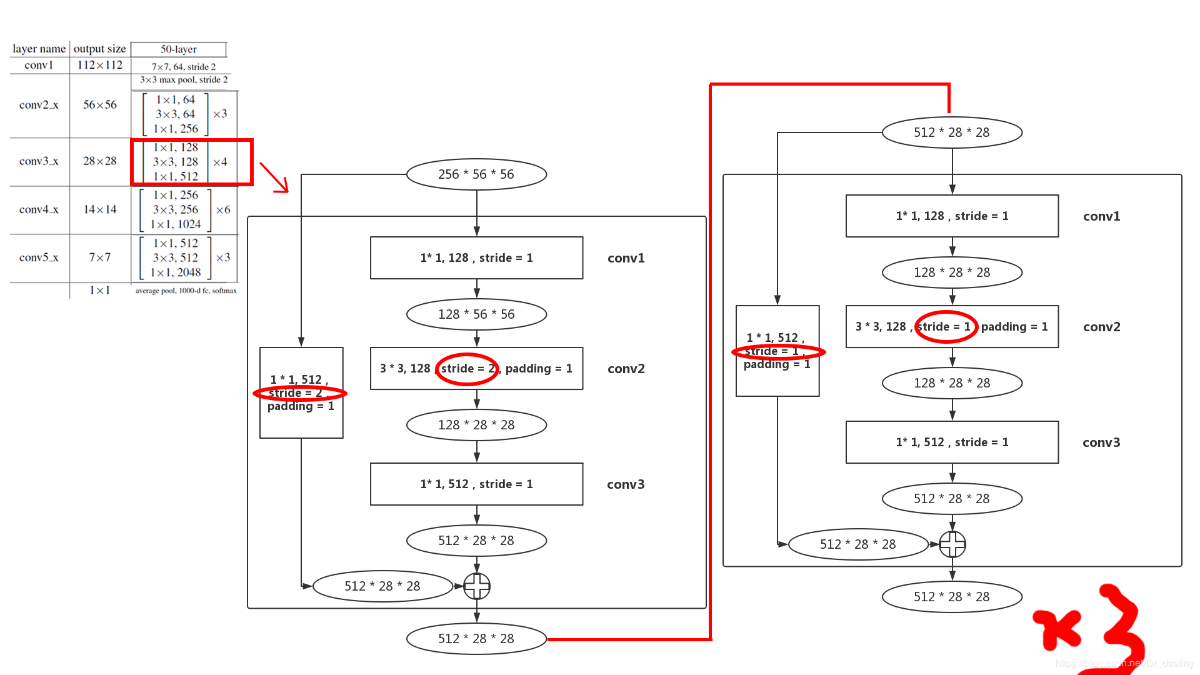 layer name output size 50-layer
conv1 112×112 7×7, 64, stride 2
3×3 max pool, stride 2
conv2_x 56×56
1×1, 64
3×3, 64 ×3
1×1, 256
conv3_x 28×28
1×1, 128
3×3, 128 ×4
1×1, 512
conv4_x 14×14
1×1, 256
3×3, 256 ×6
1×1, 1024
conv5_x 7×7
1×1, 512
3×3, 512 ×3
1×1, 2048
1×1 average pool, 1000-d fc, softmax
256 * 56 * 56
1* 1, 128 , stride = 1 conv1
128 * 56 * 56
3 * 3, 128 , stride = 2 , padding = 1 conv2
1 * 1, 512 ,
stride = 2 ,
padding = 1
128 * 28 * 28
1* 1, 512 , stride = 1 conv3
512 * 28 * 28
512 * 28 * 28
512 * 28 * 28
512 * 28 * 28
1* 1, 128 , stride = 1 conv1
128 * 28 * 28
3 * 3, 128 , stride = 1 , padding = 1 conv2
1 * 1, 512 ,
stride = 1 ,
padding = 1
128 * 28 * 28
1* 1, 512 , stride = 1 conv3
512 * 28 * 28
512 * 28 * 28
512 * 28 * 28
×3